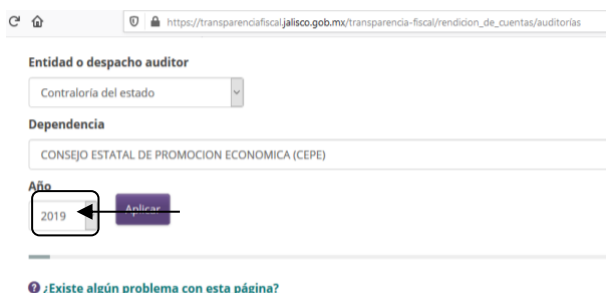 https://transparenciafiscal.jalisco.gob.mx/transparencia-fiscal/rendicion_de_cuentas/auditorías
Entidad o despacho auditor
Contraloría del estado
Dependencia
CONSEJO ESTATAL DE PROMOCION ECONOMICA (CEPE)
Año
2019
Aplicar
¿Existe algún problema con esta página?